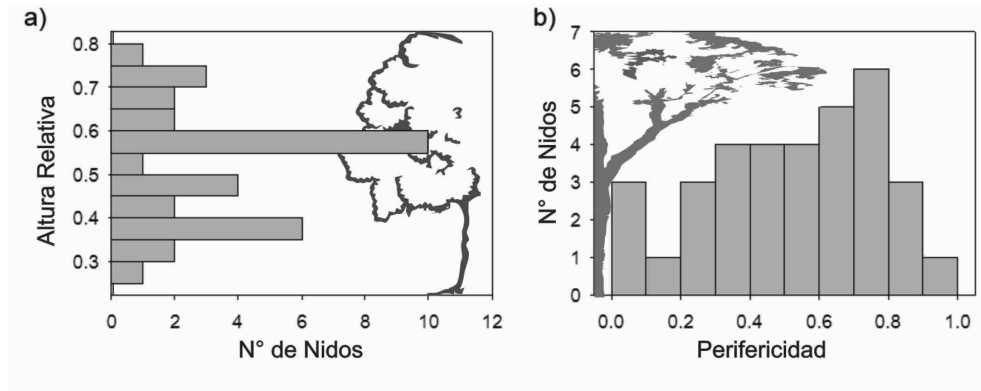 a)
0.8
0.7
0.6
0.5
0.4
0.3
Altura Relativa
0 2 4 6 8 10 12
N° de Nidos
b)
7
6
5
4
3
2
1
0
N° de Nidos
0.0 0.2 0.4 0.6 0.8 1.0
Perifericidad